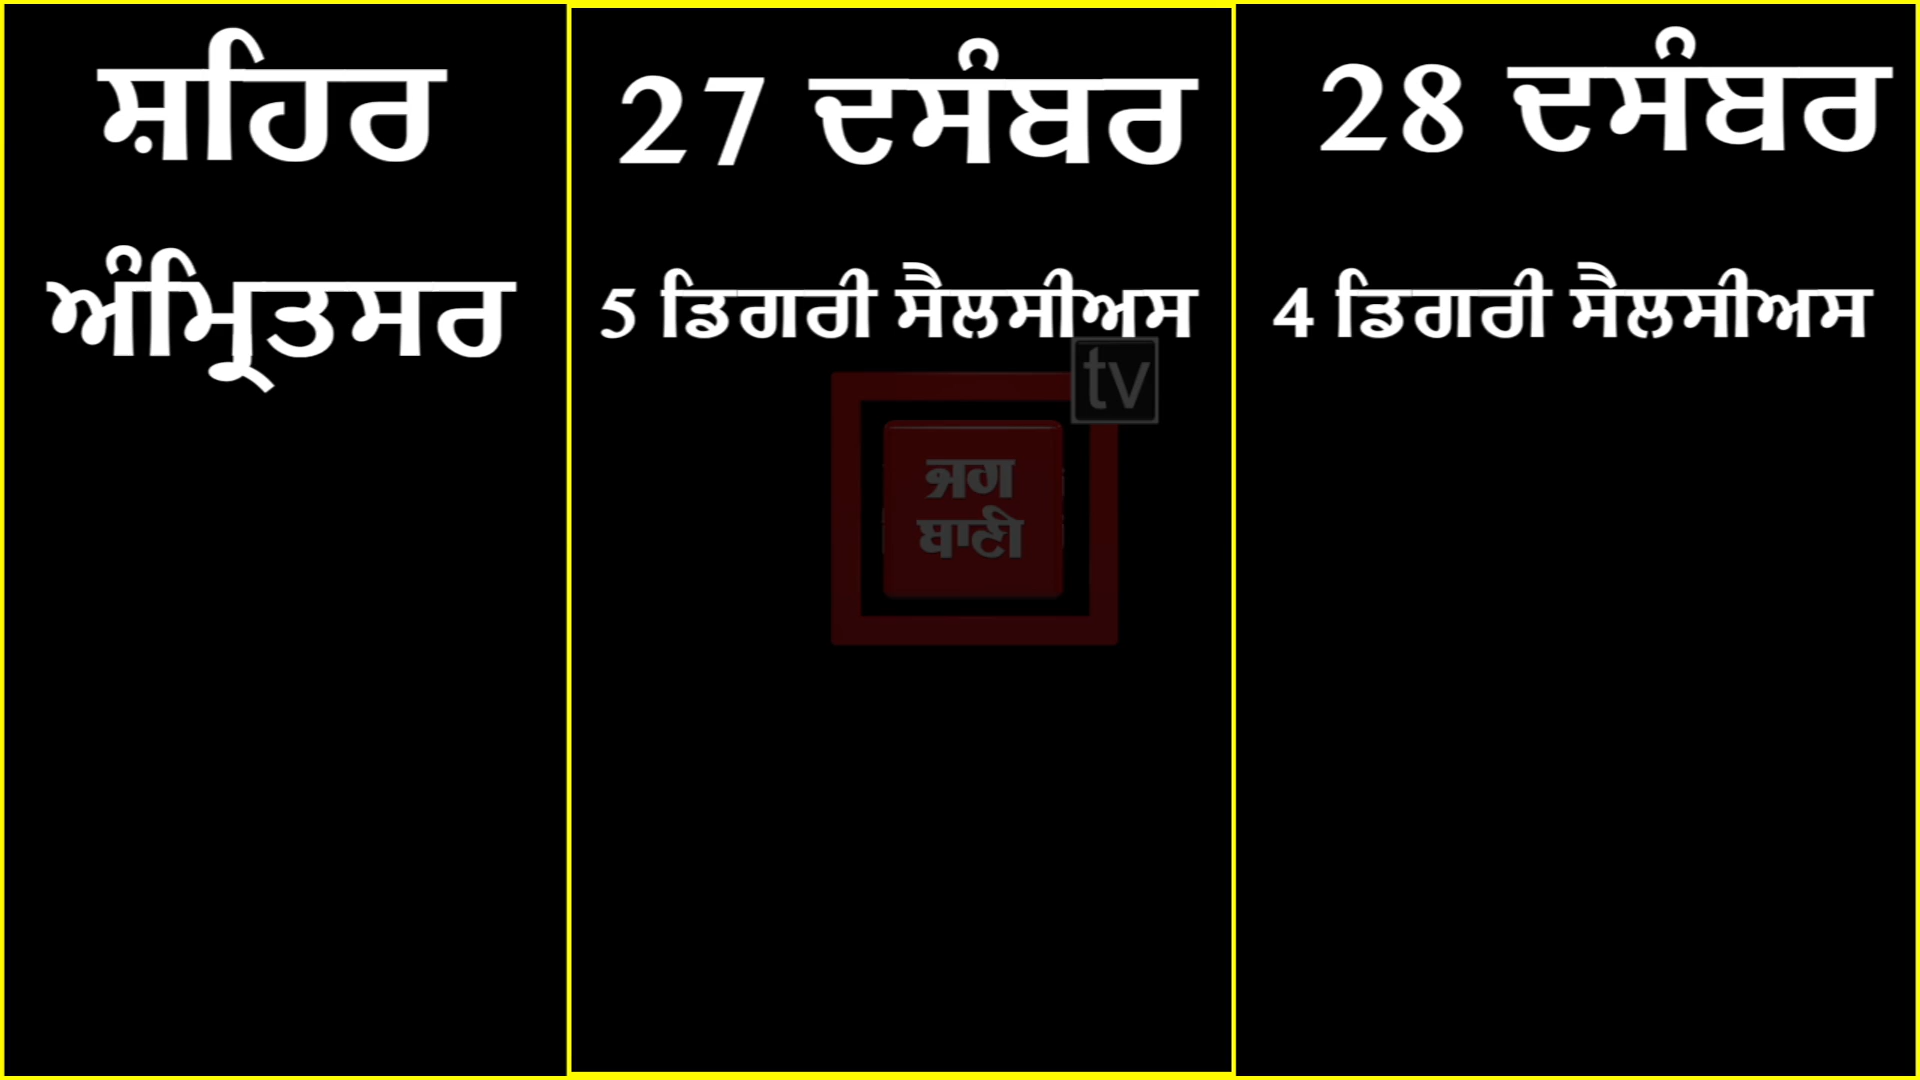 ਸ਼ਹਿਰ 27 ਦਸੰਬਰ 28 ਦਸੰਬਰ
ਅੰਮ੍ਰਿਤਸਰ 5 ਡਿਗਰੀ ਸੈਲਸੀਅਸ 4 ਡਿਗਰੀ ਸੈਲਸੀਅਸ
tv
ਜਗ
ਬਾਣੀ